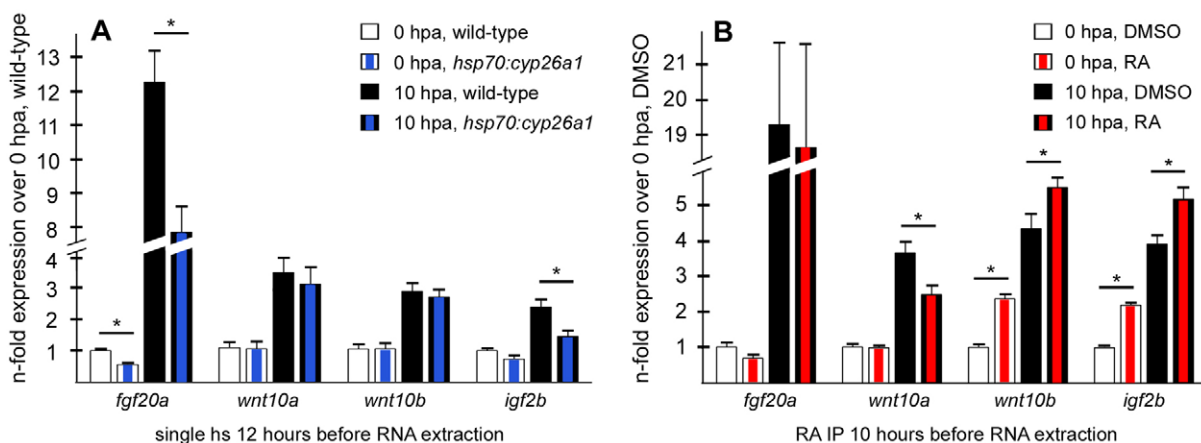 A
n-fold expression over 0 hpa, wild-type
13
12
11
10
9
8
4
3
2
1
*
*
*
0 hpa, wild-type
0 hpa, hsp70:cyp26a1
10 hpa, wild-type
10 hpa, hsp70:cyp26a1
fgf20a wnt10a wnt10b igf2b
single hs 12 hours before RNA extraction
B
n-fold expression over 0 hpa, DMSO
21
20
19
5
4
3
2
1
*
*
*
*
*
0 hpa, DMSO
0 hpa, RA
10 hpa, DMSO
10 hpa, RA
fgf20a wnt10a wnt10b igf2b
RA IP 10 hours before RNA extraction